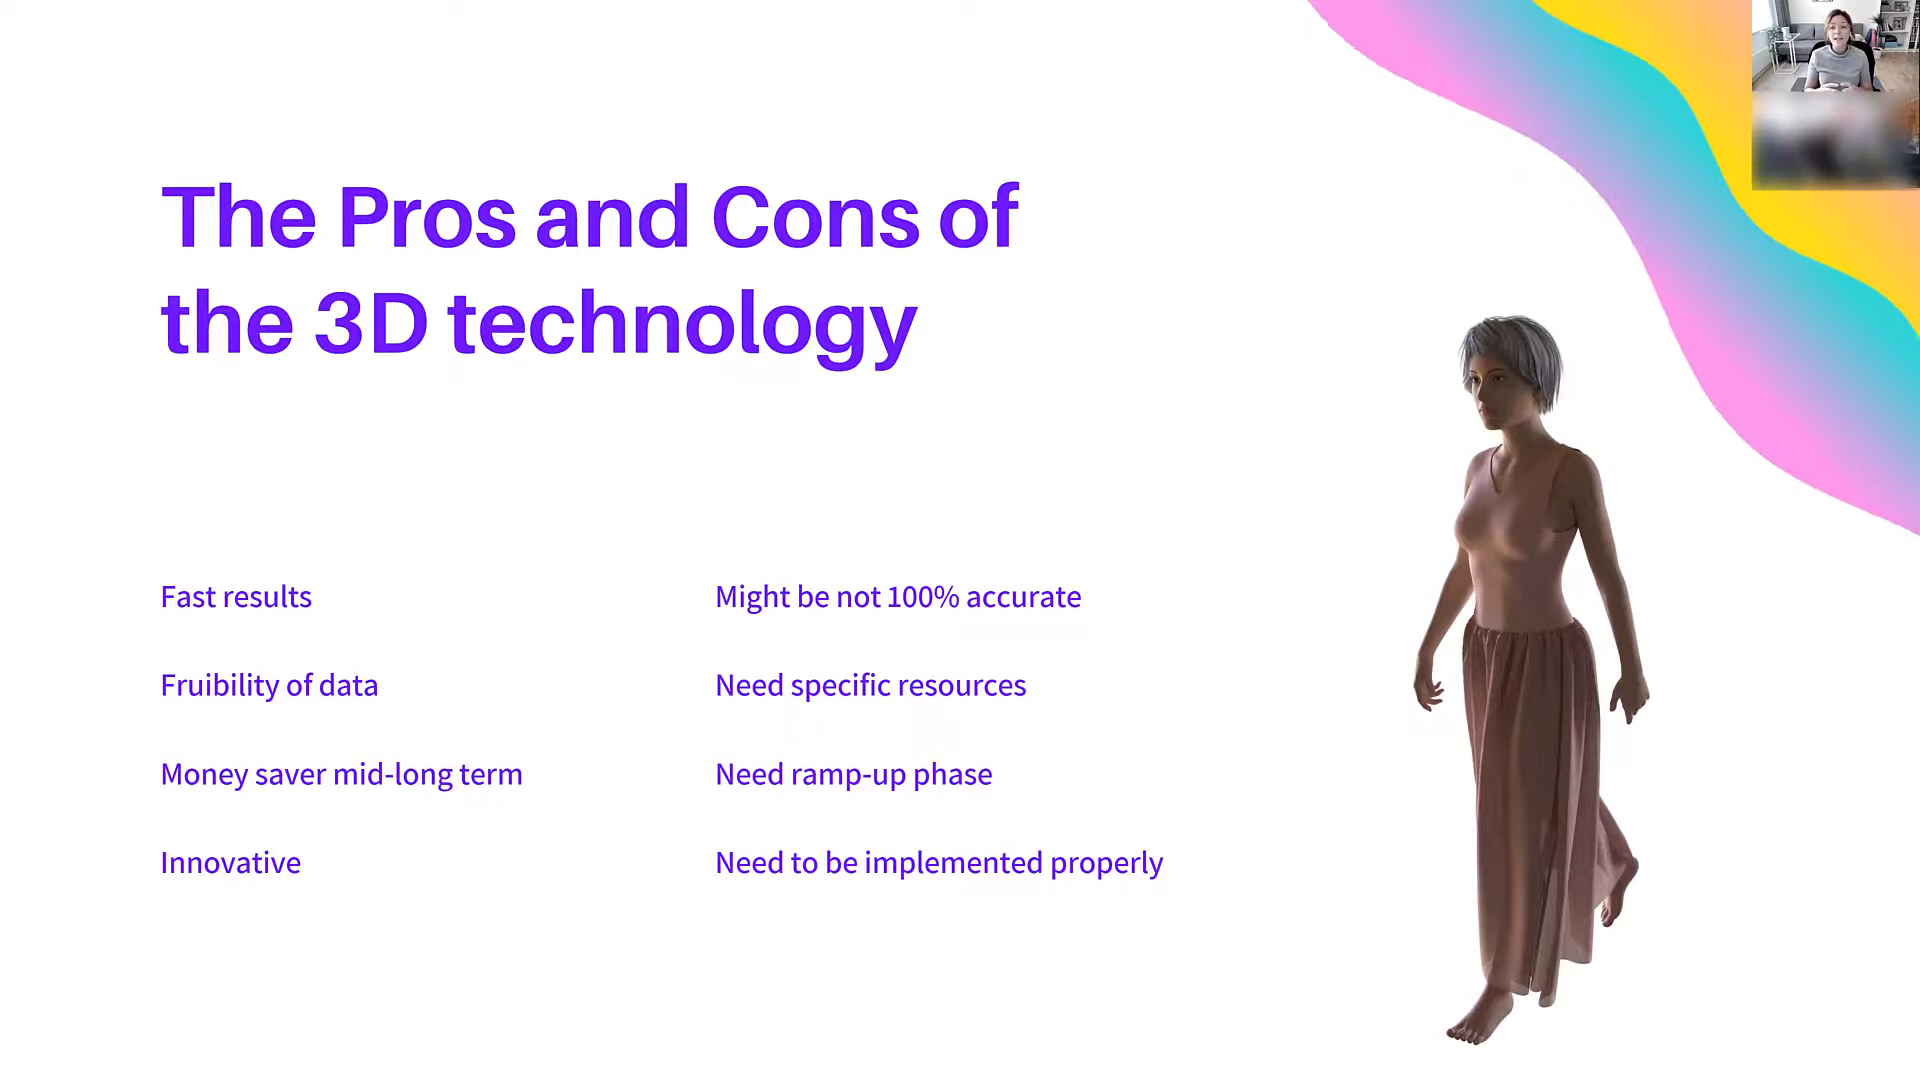 The Pros and Cons of
the 3D technology
Fast results
Fruibility of data
Money saver mid-long term
Innovative
Might be not 100% accurate
Need specific resources
Need ramp-up phase
Need to be implemented properly